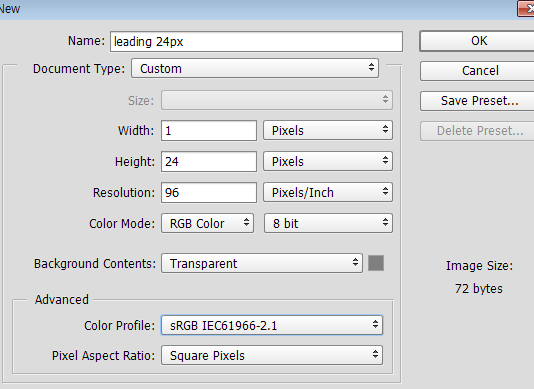 New
Name: leading 24px
OK
Document Type: Custom
Cancel
Size:
Save Preset...
Width: 1 Pixels
Delete Preset...
Height: 24 Pixels
Resolution: 96 Pixels/Inch
Color Mode: RGB Color 8 bit
Background Contents: Transparent
Image Size:
72 bytes
Advanced
Color Profile: sRGB IEC61966-2.1
Pixel Aspect Ratio: Square Pixels